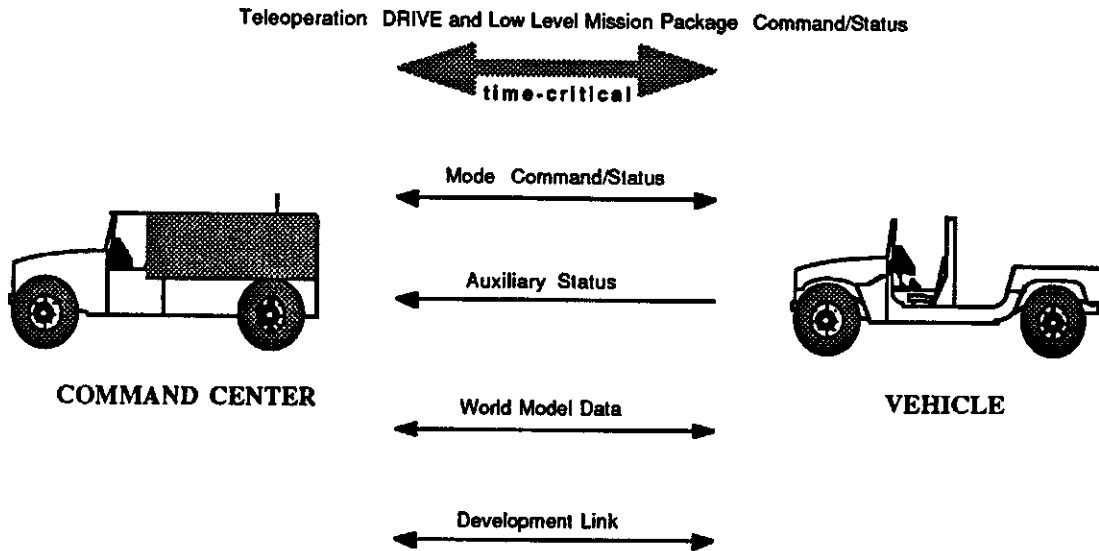 Teleoperation DRIVE and Low Level Mission Package Command/Status
time-critical
Mode Command/Status
Auxiliary Status
COMMAND CENTER
VEHICLE
World Model Data
Development Link